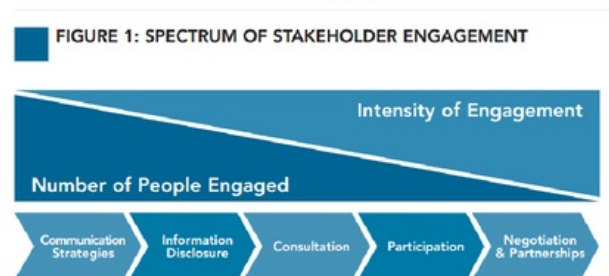 FIGURE 1: SPECTRUM OF STAKEHOLDER ENGAGEMENT
Intensity of Engagement
Number of People Engaged
Communication
Strategies
Information
Disclosure
Consultation
Participation
Negotiation
& Partnerships